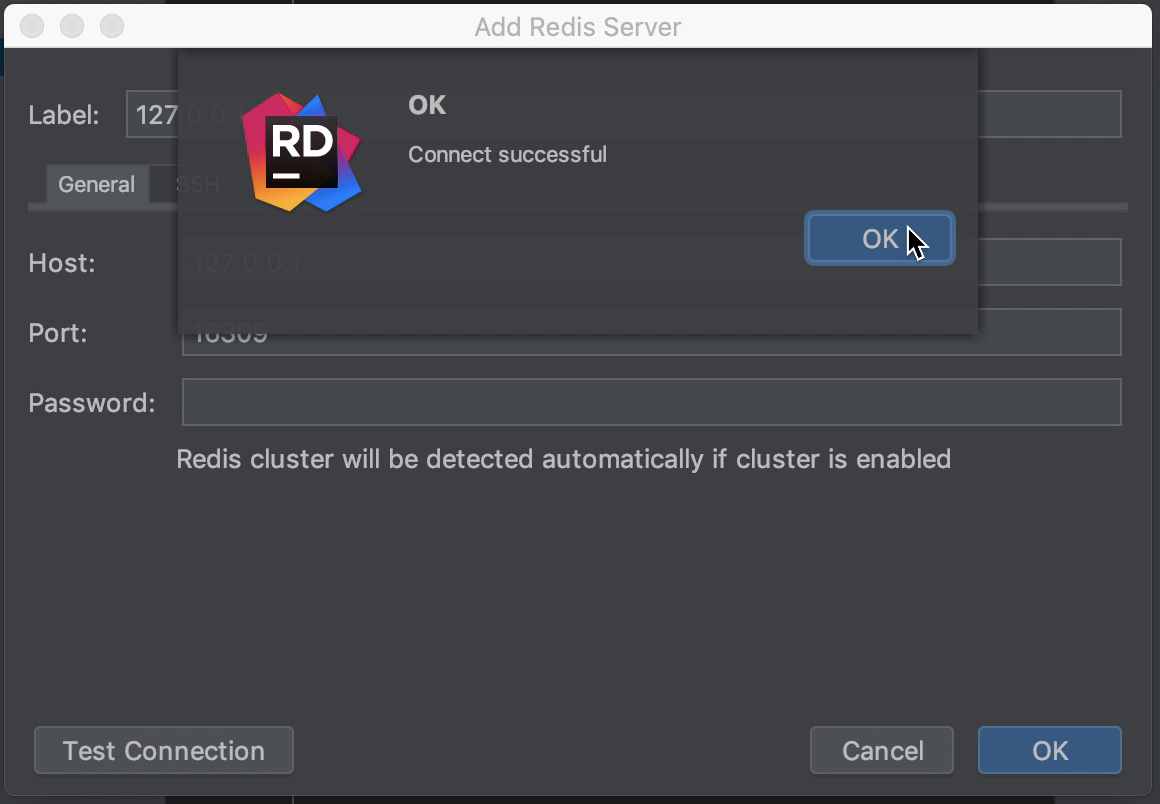 Add Redis Server
Label: 127.0.0.1
OK
RD
Connect successful
General SSH
OK
Host: 127.0.0.1
Port: 16309
Password:
Redis cluster will be detected automatically if cluster is enabled
Test Connection Cancel OK